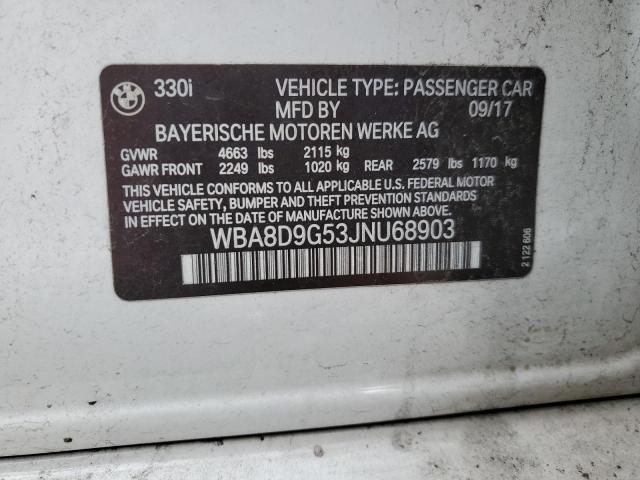 330i VEHICLE TYPE: PASSENGER CAR
MFD BY 09/17
BAYERISCHE MOTOREN WERKE AG
GVWR 4663 lbs 2115 kg
GAWR FRONT 2249 lbs 1020 kg REAR 2579 lbs 1170 kg
THIS VEHICLE CONFORMS TO ALL APPLICABLE U.S. FEDERAL MOTOR
VEHICLE SAFETY, BUMPER AND THEFT PREVENTION STANDARDS
IN EFFECT ON THE DATE OF MANUFACTURE SHOWN ABOVE.
WBA8D9G53JNU68903
2 122 606